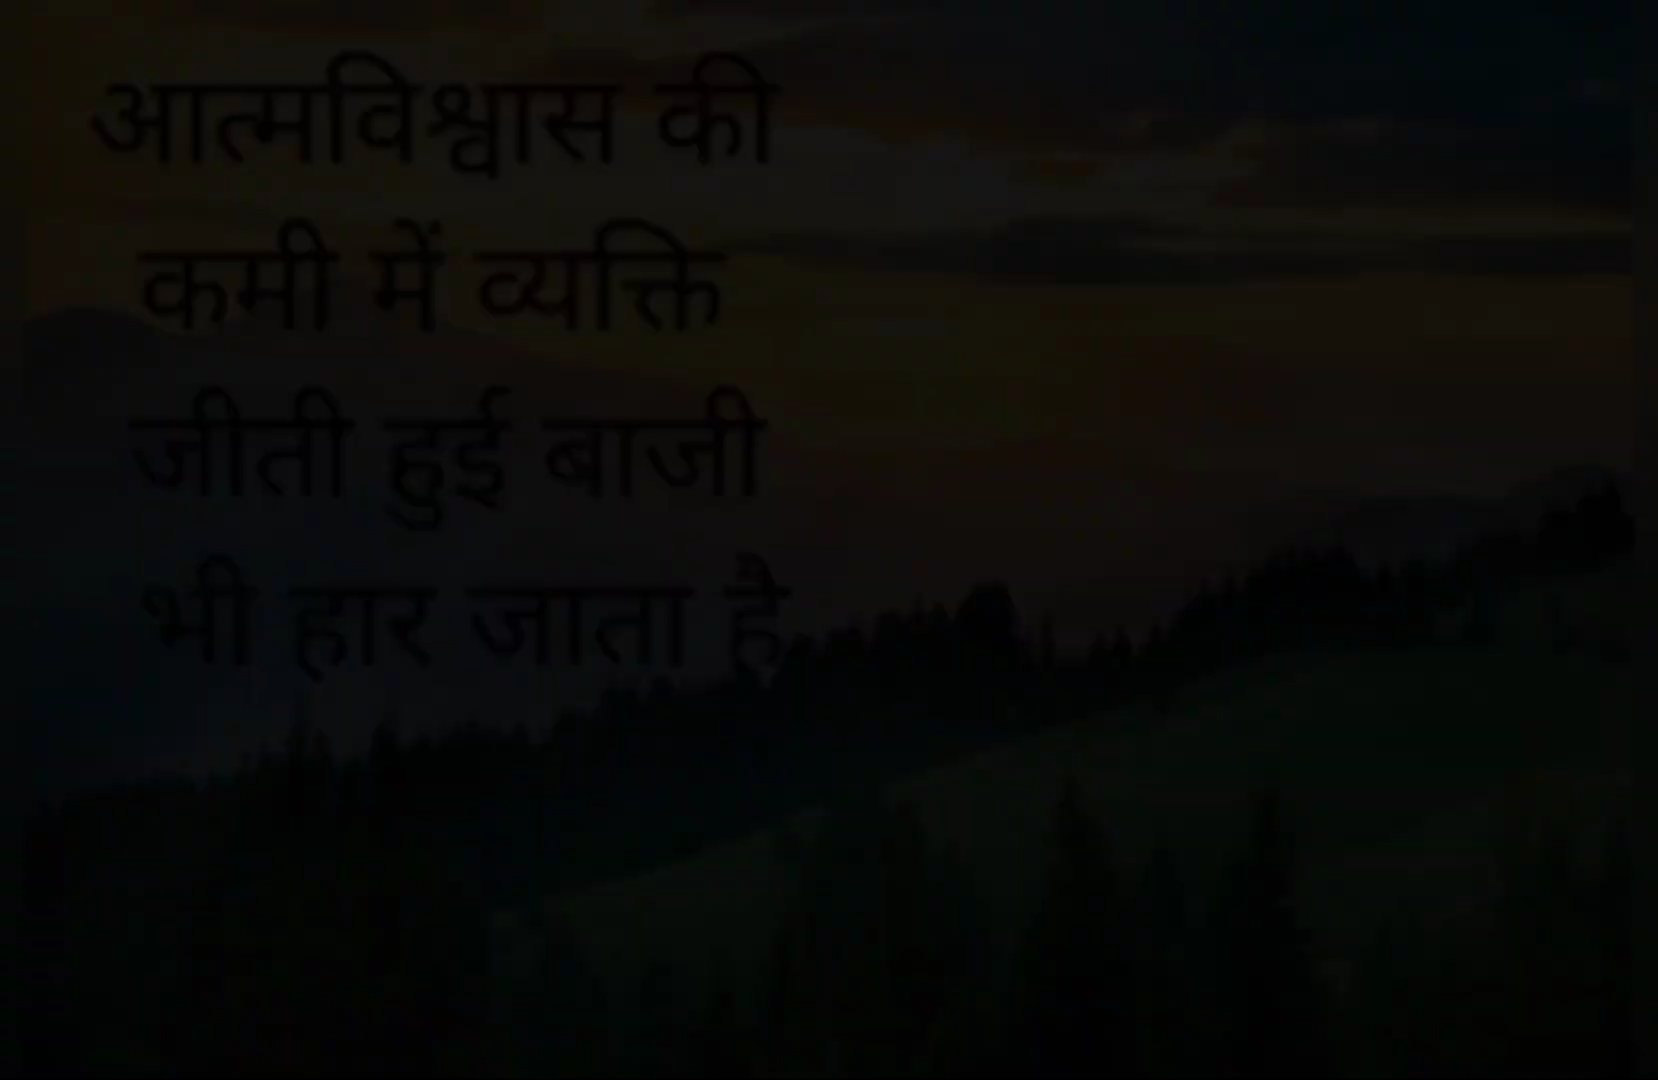 आत्मविश्वास की
कमी में व्यक्ति
जीती हुई बाजी
भी हार जाता है